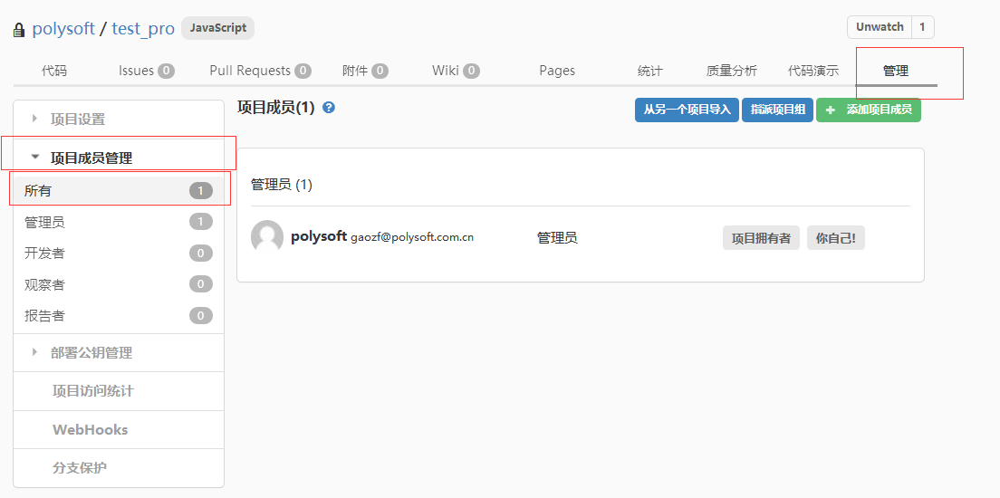 polysoft / test_pro JavaScript Unwatch 1
代码 Issues 0 Pull Requests 0 附件 0 Wiki 0 Pages 统计 质量分析 代码演示 管理
项目设置
项目成员管理
所有 1
管理员 1
开发者 0
观察者 0
报告者 0
部署公钥管理
项目访问统计
WebHooks
分支保护
项目成员(1) ? 从另一个项目导入 指派项目组 + 添加项目成员
管理员 (1)
polysoft gaozf@polysoft.com.cn 管理员 项目拥有者 你自己!